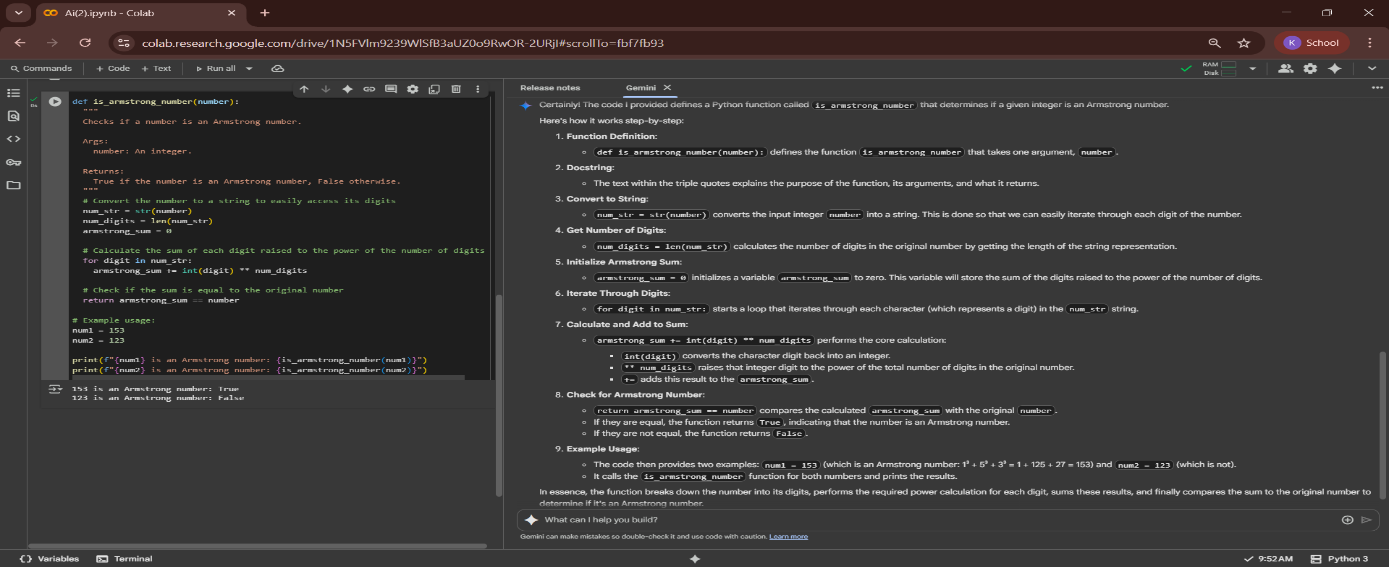 Ai(2).ipynb - Colab
colab.research.google.com/drive/1N5FVlm9239WlSfB3aUZ0o9RwOR-2URjI#scrollTo=fbf7fb93
K School
Commands + Code + Text Run all
RAM
Disk
def is_armstrong_number(number):
"""
Checks if a number is an Armstrong number.
Args:
number: An integer.
Returns:
True if the number is an Armstrong number, False otherwise.
"""
# Convert the number to a string to easily access its digits
num_str = str(number)
num_digits = len(num_str)
armstrong_sum = 0
# Calculate the sum of each digit raised to the power of the number of digits
for digit in num_str:
armstrong_sum += int(digit) ** num_digits
# Check if the sum is equal to the original number
return armstrong_sum == number
# Example usage:
num1 = 153
num2 = 123
print(f"{num1} is an Armstrong number: {is_armstrong_number(num1)}")
print(f"{num2} is an Armstrong number: {is_armstrong_number(num2)}")
153 is an Armstrong number: True
123 is an Armstrong number: False
Release notes Gemini
Certainly! The code I provided defines a Python function called is_armstrong_number that determines if a given integer is an Armstrong number.
Here's how it works step-by-step:
1. Function Definition:
def is_armstrong_number(number): defines the function is_armstrong_number that takes one argument, number.
2. Docstring:
The text within the triple quotes explains the purpose of the function, its arguments, and what it returns.
3. Convert to String:
num_str = str(number) converts the input integer number into a string. This is done so that we can easily iterate through each digit of the number.
4. Get Number of Digits:
num_digits = len(num_str) calculates the number of digits in the original number by getting the length of the string representation.
5. Initialize Armstrong Sum:
armstrong_sum = 0 initializes a variable armstrong_sum to zero. This variable will store the sum of the digits raised to the power of the number of digits.
6. Iterate Through Digits:
for digit in num_str: starts a loop that iterates through each character (which represents a digit) in the num_str string.
7. Calculate and Add to Sum:
armstrong_sum += int(digit) ** num_digits performs the core calculation:
int(digit) converts the character digit back into an integer.
** num_digits raises that integer digit to the power of the total number of digits in the original number.
+= adds this result to the armstrong_sum.
8. Check for Armstrong Number:
return armstrong_sum == number compares the calculated armstrong_sum with the original number.
If they are equal, the function returns True, indicating that the number is an Armstrong number.
If they are not equal, the function returns False.
9. Example Usage:
The code then provides two examples: num1 = 153 (which is an Armstrong number: 1³ + 5³ + 3³ = 1 + 125 + 27 = 153) and num2 = 123 (which is not).
It calls the is_armstrong_number function for both numbers and prints the results.
In essence, the function breaks down the number into its digits, performs the required power calculation for each digit, sums these results, and finally compares the sum to the original number to
determine if it's an Armstrong number.
What can I help you build?
Gemini can make mistakes so double-check it and use code with caution. Learn more
Variables Terminal
9:52 AM Python 3